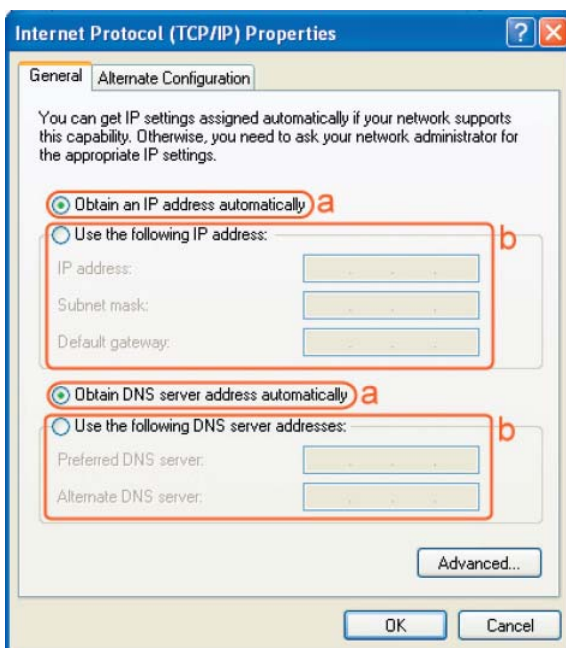 Internet Protocol (TCP/IP) Properties
General
Alternate Configuration
You can get IP settings assigned automatically if your network supports
this capability. Otherwise, you need to ask your network administrator for
the appropriate IP settings.
Obtain an IP address automatically a
Use the following IP address: b
IP address:
Subnet mask:
Default gateway:
Obtain DNS server address automatically a
Use the following DNS server addresses: b
Preferred DNS server:
Alternate DNS server:
Advanced...
OK
Cancel